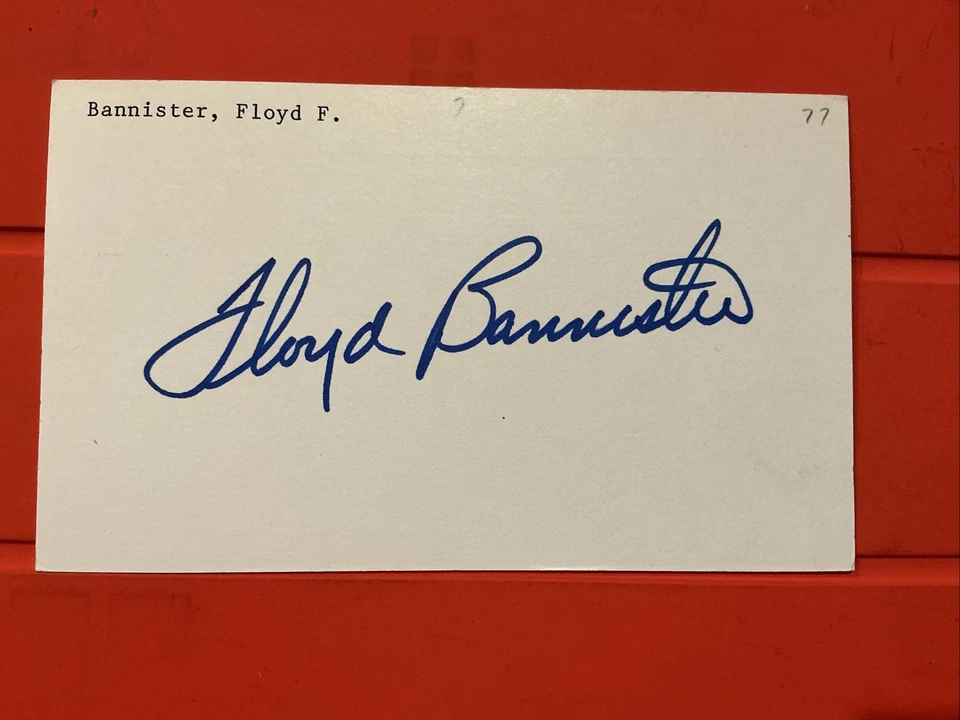 Bannister, Floyd F. ? 77
Floyd Bannister